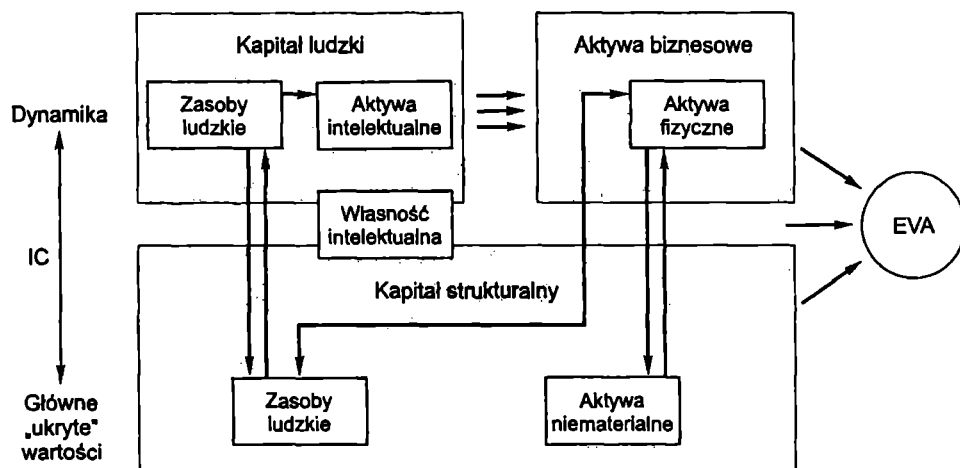 Kapitał ludzki
Aktywa biznesowe
Dynamika
Zasoby
ludzkie
Aktywa
intelektualne
Aktywa
fizyczne
Własność
intelektualna
EVA
IC
Kapitał strukturalny
Główne
„ukryte”
wartości
Zasoby
ludzkie
Aktywa
niematerialne